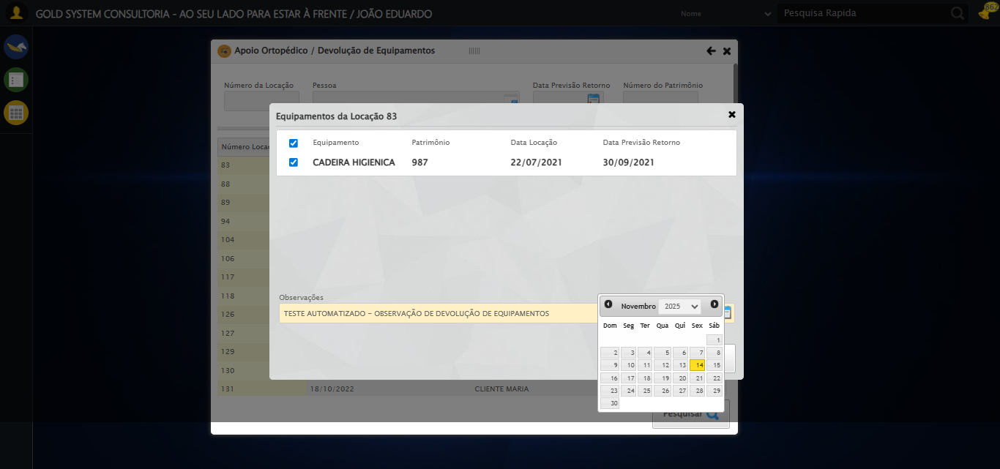 GOLD SYSTEM CONSULTORIA - AO SEU LADO PARA ESTAR À FRENTE / JOÃO EDUARDO
Nome
Pesquisa Rapida
862
Apoio Ortopédico / Devolução de Equipamentos
Número da Locação Pessoa Data Previsão Retorno Número do Patrimônio
Equipamentos da Locação 83
Equipamento Patrimônio Data Locação Data Previsão Retorno
CADEIRA HIGIENICA 987 22/07/2021 30/09/2021
Número
83
88
89
94
104
106
117
118
126
127
129
130
131 18/10/2022 CLIENTE MARIA
Observações
TESTE AUTOMATIZADO - OBSERVAÇÃO DE DEVOLUÇÃO DE EQUIPAMENTOS
Novembro 2025
Dom Seg Ter Qua Qui Sex Sáb
1
2 3 4 5 6 7 8
9 10 11 12 13 14 15
16 17 18 19 20 21 22
23 24 25 26 27 28 29
30
Pesquisar